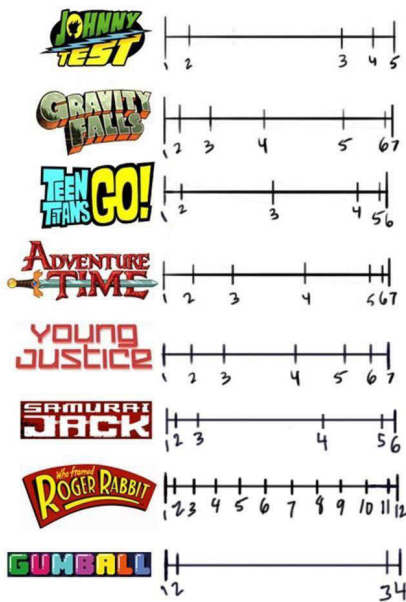 JOHNNY TEST
1 2 3 4 5
GRAVITY FALLS
1 2 3 4 5 6 7
TEEN TITANS GO!
1 2 3 4 5 6
ADVENTURE TIME
1 2 3 4 5 6 7
YOUNG JUSTICE
1 2 3 4 5 6 7
SAMURAI JACK
1 2 3 4 5 6
Who Framed ROGER RABBIT
1 2 3 4 5 6 7 8 9 10 11 12
GUMBALL
1 2 3 4